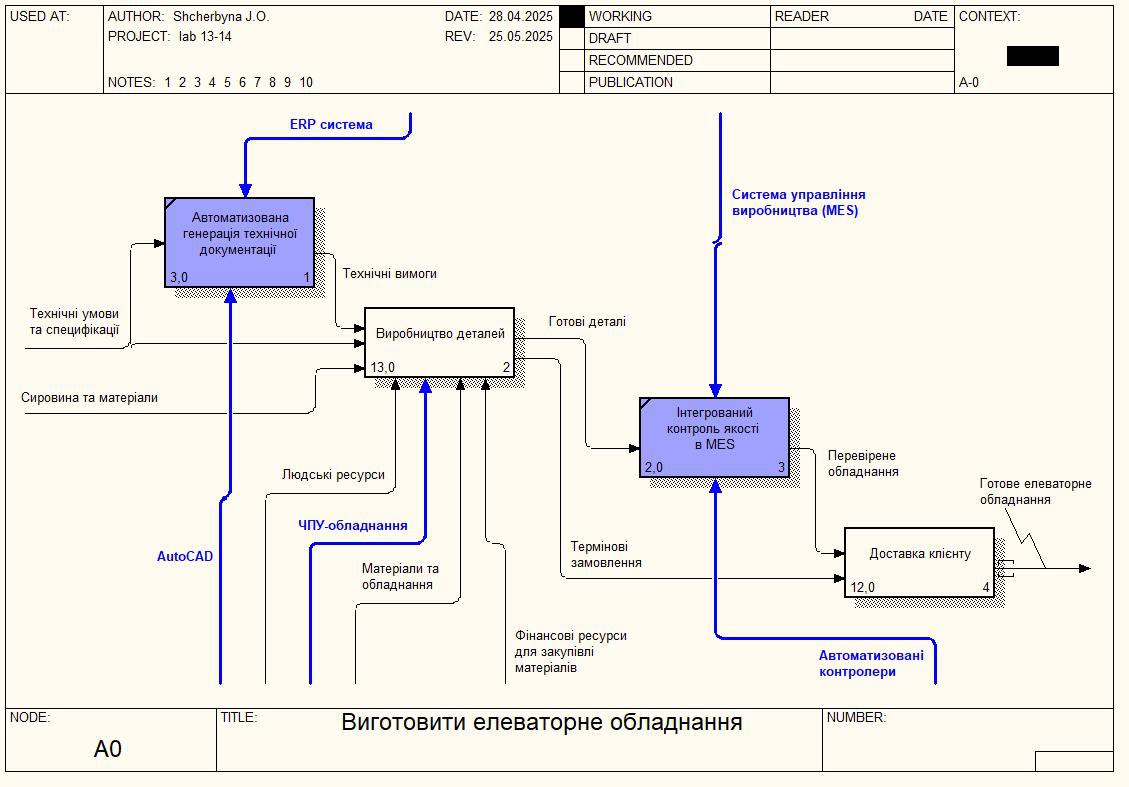 USED AT:
AUTHOR: Shcherbyna J.O.
DATE: 28.04.2025
PROJECT: lab 13-14
REV: 25.05.2025
NOTES: 1 2 3 4 5 6 7 8 9 10
WORKING
DRAFT
RECOMMENDED
PUBLICATION
READER
DATE
CONTEXT:
A-0
ERP система
Система управління
виробництва (MES)
Автоматизована
генерація технічної
документації
3,0
1
Технічні вимоги
Технічні умови
та специфікації
Виробництво деталей
13,0
2
Готові деталі
Сировина та матеріали
Інтегрований
контроль якості
в MES
2,0
3
Перевірене
обладнання
Людські ресурси
Готове елеваторне
обладнання
ЧПУ-обладнання
AutoCAD
Термінові
замовлення
Доставка клієнту
12,0
4
Матеріали та
обладнання
Фінансові ресурси
для закупівлі
матеріалів
Автоматизовані
контролери
NODE:
A0
TITLE:
Виготовити елеваторне обладнання
NUMBER: